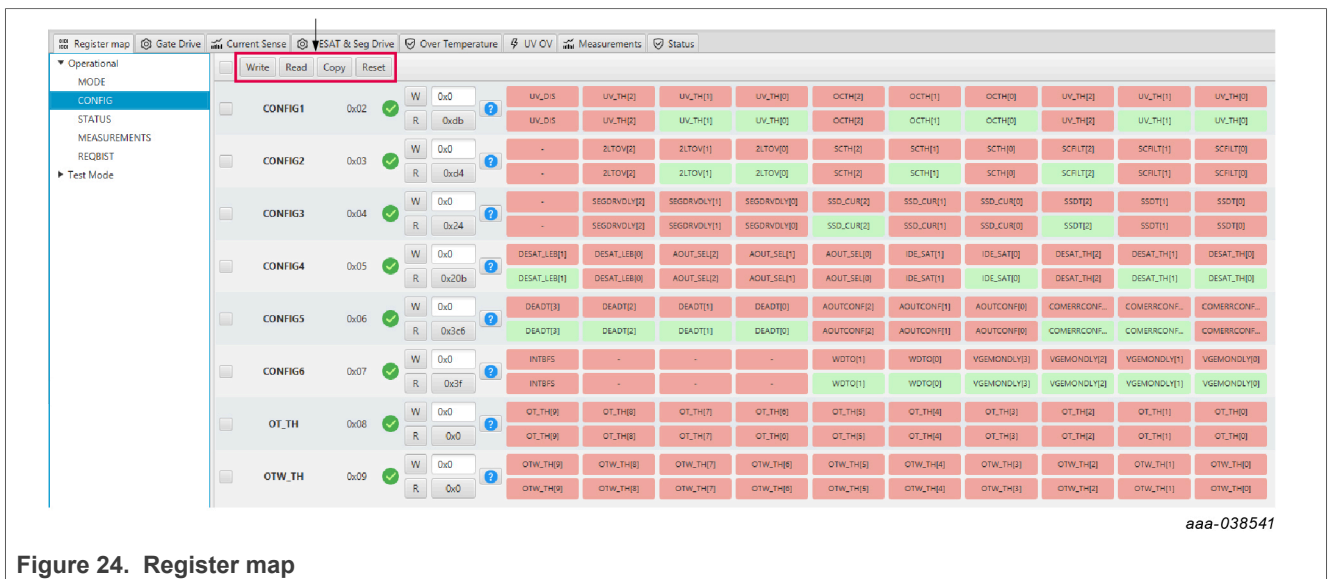 Register map Gate Drive Current Sense ESAT & Seg Drive Over Temperature UV OV Measurements Status
Operational
MODE
CONFIG
STATUS
MEASUREMENTS
REQBIST
Test Mode
Write Read Copy Reset
CONFIG1 0x02
W 0x0 UV_DIS UV_TH[2] UV_TH[1] UV_TH[0] OCTH[2] OCTH[1] OCTH[0] UV_TH[2] UV_TH[1] UV_TH[0]
R 0xdb UV_DIS UV_TH[2] UV_TH[1] UV_TH[0] OCTH[2] OCTH[1] OCTH[0] UV_TH[2] UV_TH[1] UV_TH[0]
CONFIG2 0x03
W 0x0 - 2LTOV[2] 2LTOV[1] 2LTOV[0] SCTH[2] SCTH[1] SCTH[0] SCFILT[2] SCFILT[1] SCFILT[0]
R 0xd4 - 2LTOV[2] 2LTOV[1] 2LTOV[0] SCTH[2] SCTH[1] SCTH[0] SCFILT[2] SCFILT[1] SCFILT[0]
CONFIG3 0x04
W 0x0 - SEGDRVDLY[2] SEGDRVDLY[1] SEGDRVDLY[0] SSD_CUR[2] SSD_CUR[1] SSD_CUR[0] SSDT[2] SSDT[1] SSDT[0]
R 0x24 - SEGDRVDLY[2] SEGDRVDLY[1] SEGDRVDLY[0] SSD_CUR[2] SSD_CUR[1] SSD_CUR[0] SSDT[2] SSDT[1] SSDT[0]
CONFIG4 0x05
W 0x0 DESAT_LEB[1] DESAT_LEB[0] AOUT_SEL[2] AOUT_SEL[1] AOUT_SEL[0] IDE_SAT[1] IDE_SAT[0] DESAT_TH[2] DESAT_TH[1] DESAT_TH[0]
R 0x20b DESAT_LEB[1] DESAT_LEB[0] AOUT_SEL[2] AOUT_SEL[1] AOUT_SEL[0] IDE_SAT[1] IDE_SAT[0] DESAT_TH[2] DESAT_TH[1] DESAT_TH[0]
CONFIG5 0x06
W 0x0 DEADT[3] DEADT[2] DEADT[1] DEADT[0] AOUTCONF[2] AOUTCONF[1] AOUTCONF[0] COMERRCONF... COMERRCONF... COMERRCONF...
R 0x3c6 DEADT[3] DEADT[2] DEADT[1] DEADT[0] AOUTCONF[2] AOUTCONF[1] AOUTCONF[0] COMERRCONF... COMERRCONF... COMERRCONF...
CONFIG6 0x07
W 0x0 INTBFS - - - WDTO[1] WDTO[0] VGEMONDLY[3] VGEMONDLY[2] VGEMONDLY[1] VGEMONDLY[0]
R 0x3f INTBFS - - - WDTO[1] WDTO[0] VGEMONDLY[3] VGEMONDLY[2] VGEMONDLY[1] VGEMONDLY[0]
OT_TH 0x08
W 0x0 OT_TH[9] OT_TH[8] OT_TH[7] OT_TH[6] OT_TH[5] OT_TH[4] OT_TH[3] OT_TH[2] OT_TH[1] OT_TH[0]
R 0x0 OT_TH[9] OT_TH[8] OT_TH[7] OT_TH[6] OT_TH[5] OT_TH[4] OT_TH[3] OT_TH[2] OT_TH[1] OT_TH[0]
OTW_TH 0x09
W 0x0 OTW_TH[9] OTW_TH[8] OTW_TH[7] OTW_TH[6] OTW_TH[5] OTW_TH[4] OTW_TH[3] OTW_TH[2] OTW_TH[1] OTW_TH[0]
R 0x0 OTW_TH[9] OTW_TH[8] OTW_TH[7] OTW_TH[6] OTW_TH[5] OTW_TH[4] OTW_TH[3] OTW_TH[2] OTW_TH[1] OTW_TH[0]
aaa-038541
Figure 24. Register map